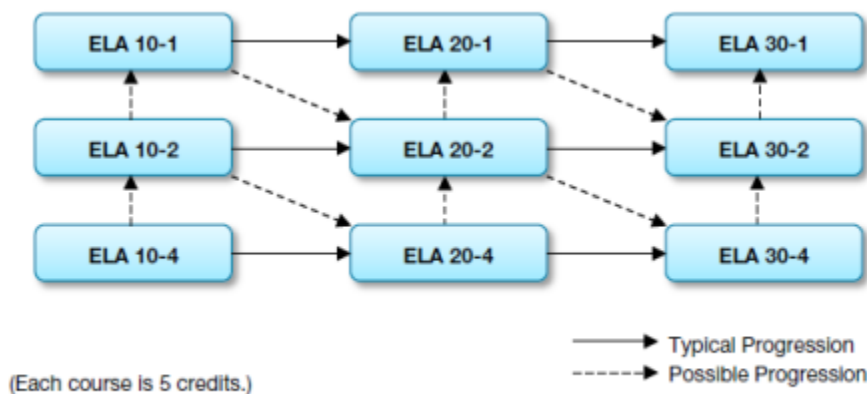 ELA 10-1 ELA 20-1 ELA 30-1
ELA 10-2 ELA 20-2 ELA 30-2
ELA 10-4 ELA 20-4 ELA 30-4
Typical Progression
Possible Progression
(Each course is 5 credits.)